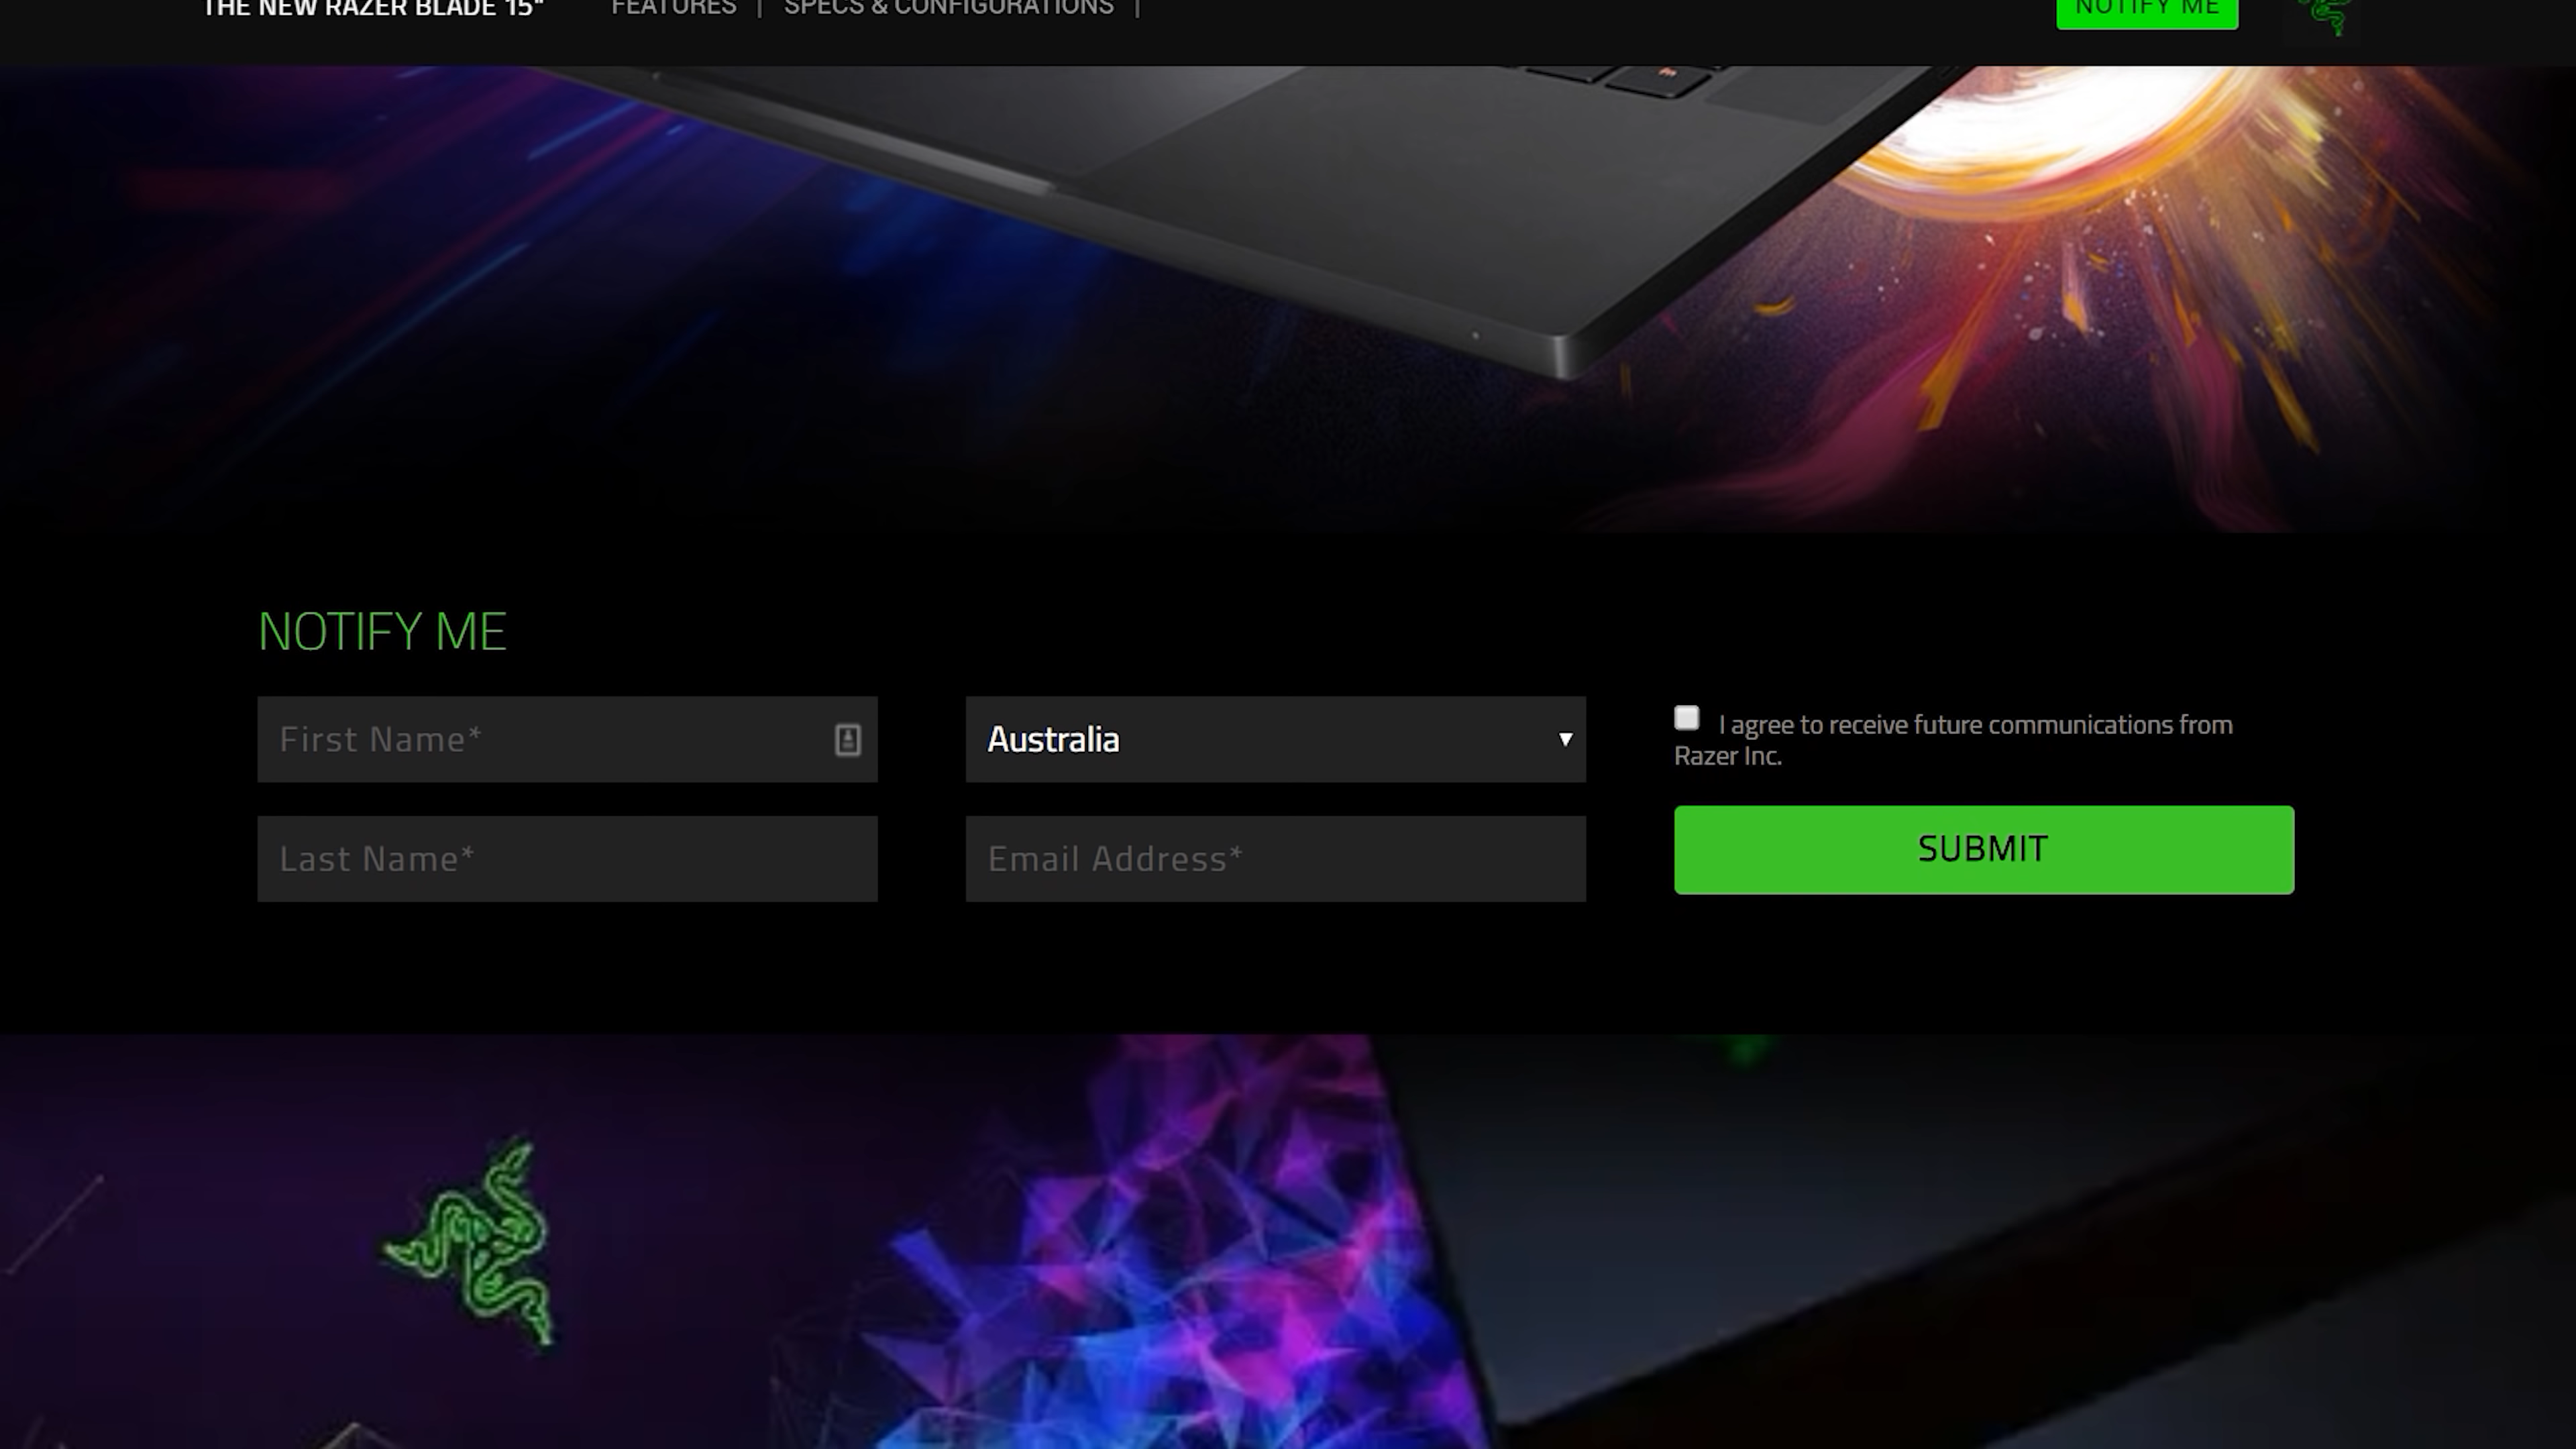 THE NEW RAZER BLADE 15"
FEATURES | SPECS & CONFIGURATIONS |
NOTIFY ME
NOTIFY ME
First Name*
Australia
I agree to receive future communications from
Razer Inc.
Last Name*
Email Address*
SUBMIT